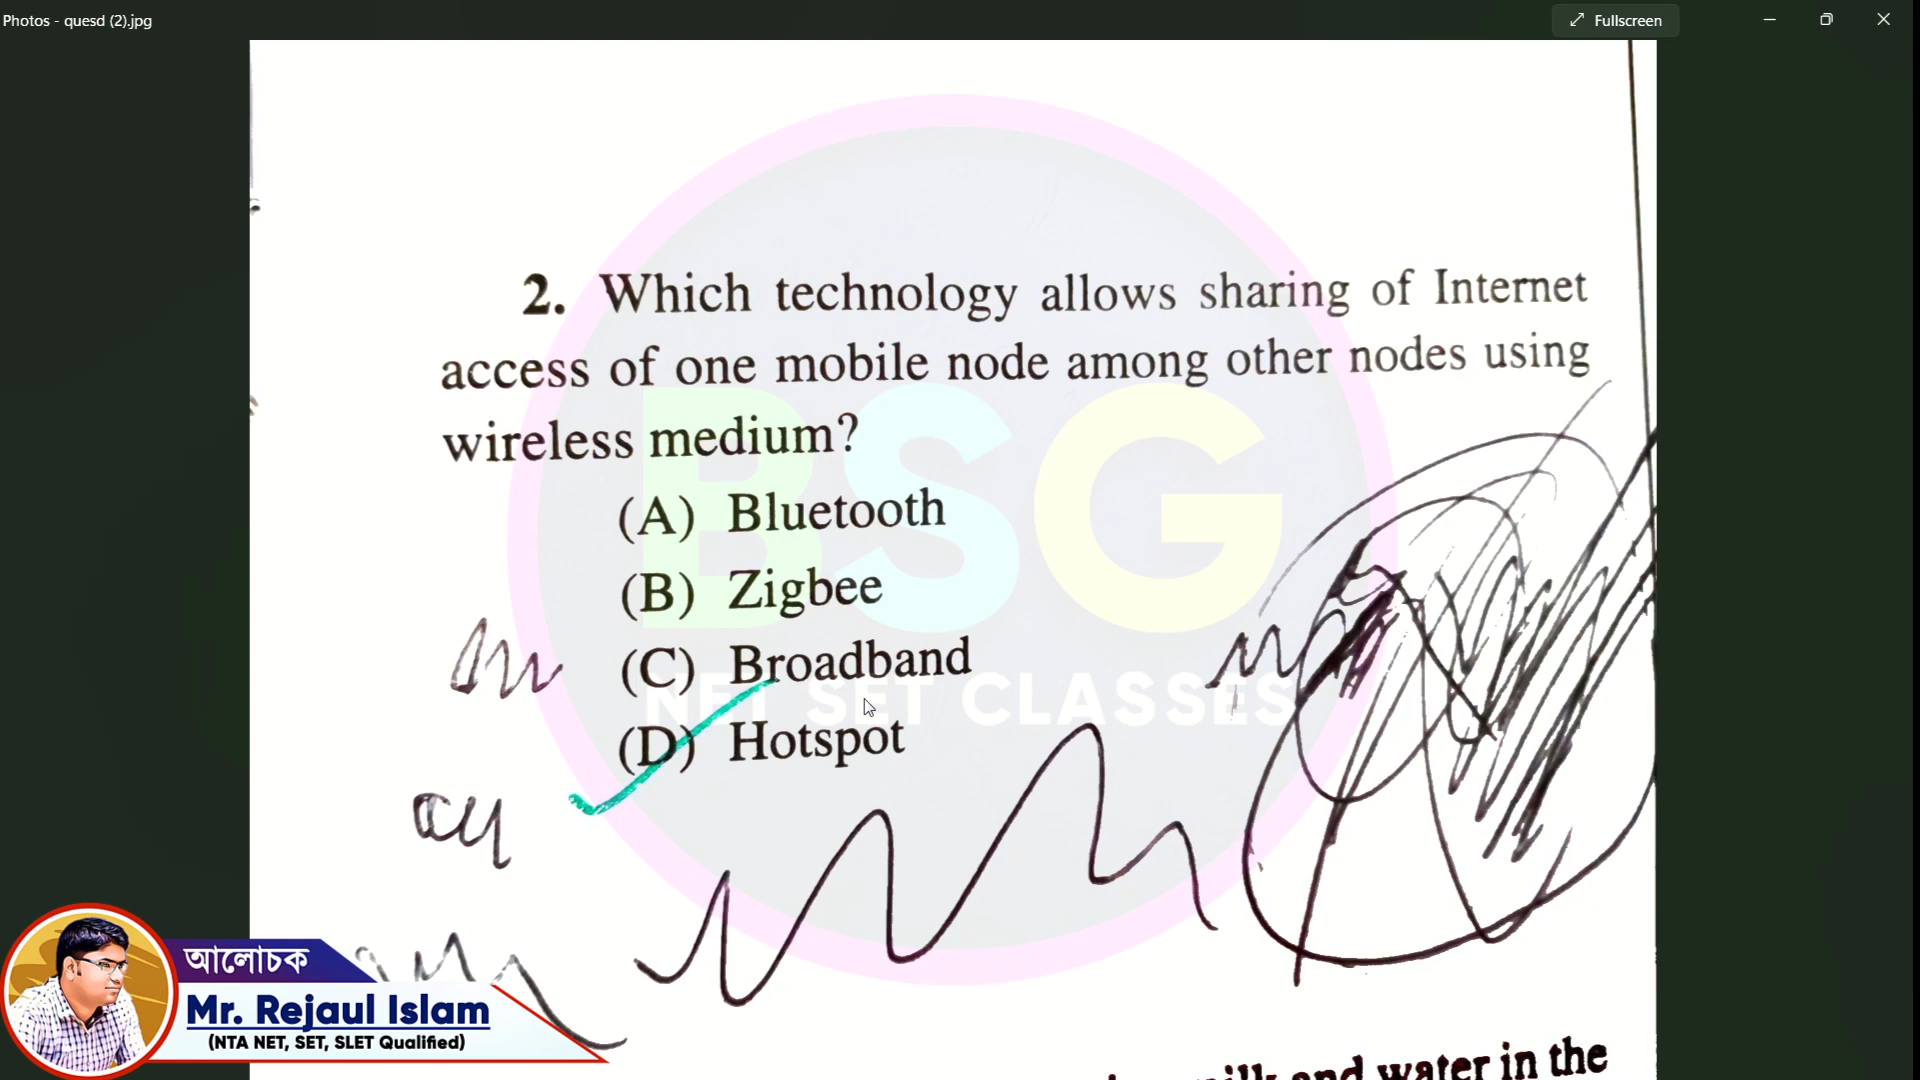 Photos - quesd (2).jpg
Fullscreen
2. Which technology allows sharing of Internet
access of one mobile node among other nodes using
wireless medium?
(A) Bluetooth
(B) Zigbee
(C) Broadband
(D) Hotspot
BSG
NET SET CLASSES
আলোচক
Mr. Rejaul Islam
(NTA NET, SET, SLET Qualified)
milk and water in the